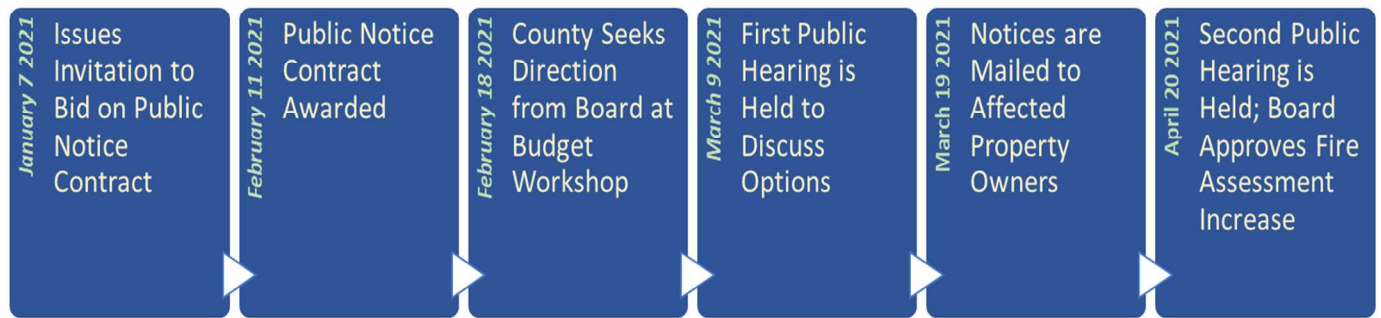 January 7 2021
Issues
Invitation to
Bid on Public
Notice
Contract
February 11 2021
Public Notice
Contract
Awarded
February 18 2021
County Seeks
Direction
from Board at
Budget
Workshop
March 9 2021
First Public
Hearing is
Held to
Discuss
Options
March 19 2021
Notices are
Mailed to
Affected
Property
Owners
April 20 2021
Second Public
Hearing is
Held; Board
Approves Fire
Assessment
Increase